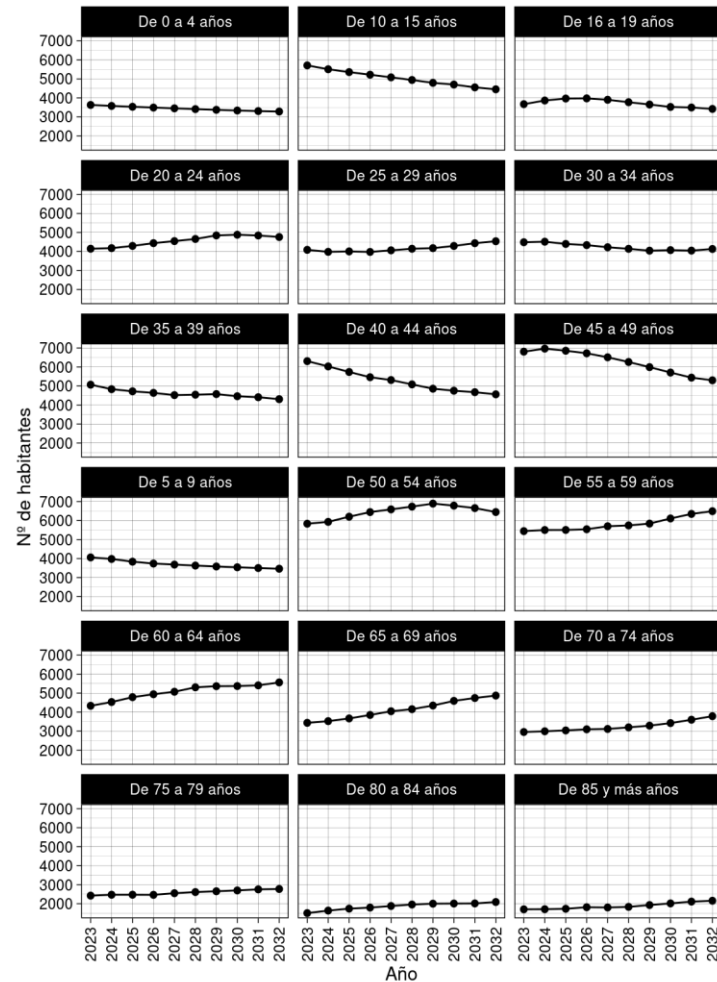 De 0 a 4 años
De 10 a 15 años
De 16 a 19 años
7000
6000
5000
4000
3000
2000
De 20 a 24 años
De 25 a 29 años
De 30 a 34 años
7000
6000
5000
4000
3000
2000
De 35 a 39 años
De 40 a 44 años
De 45 a 49 años
7000
6000
5000
4000
3000
2000
Nº de habitantes
De 5 a 9 años
De 50 a 54 años
De 55 a 59 años
7000
6000
5000
4000
3000
2000
De 60 a 64 años
De 65 a 69 años
De 70 a 74 años
7000
6000
5000
4000
3000
2000
De 75 a 79 años
De 80 a 84 años
De 85 y más años
7000
6000
5000
4000
3000
2000
2023 2024 2025 2026 2027 2028 2029 2030 2031 2032
2023 2024 2025 2026 2027 2028 2029 2030 2031 2032
2023 2024 2025 2026 2027 2028 2029 2030 2031 2032
Año